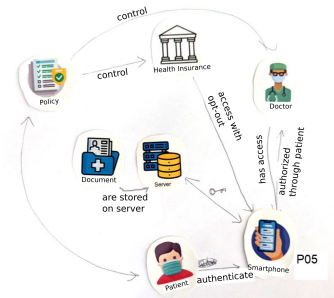 control
Policy
control
Health Insurance
Doctor
access with
opt-out
has access
authorized
through patient
Document
Server
are stored
on server
Patient
authenticate
Smartphone
P05